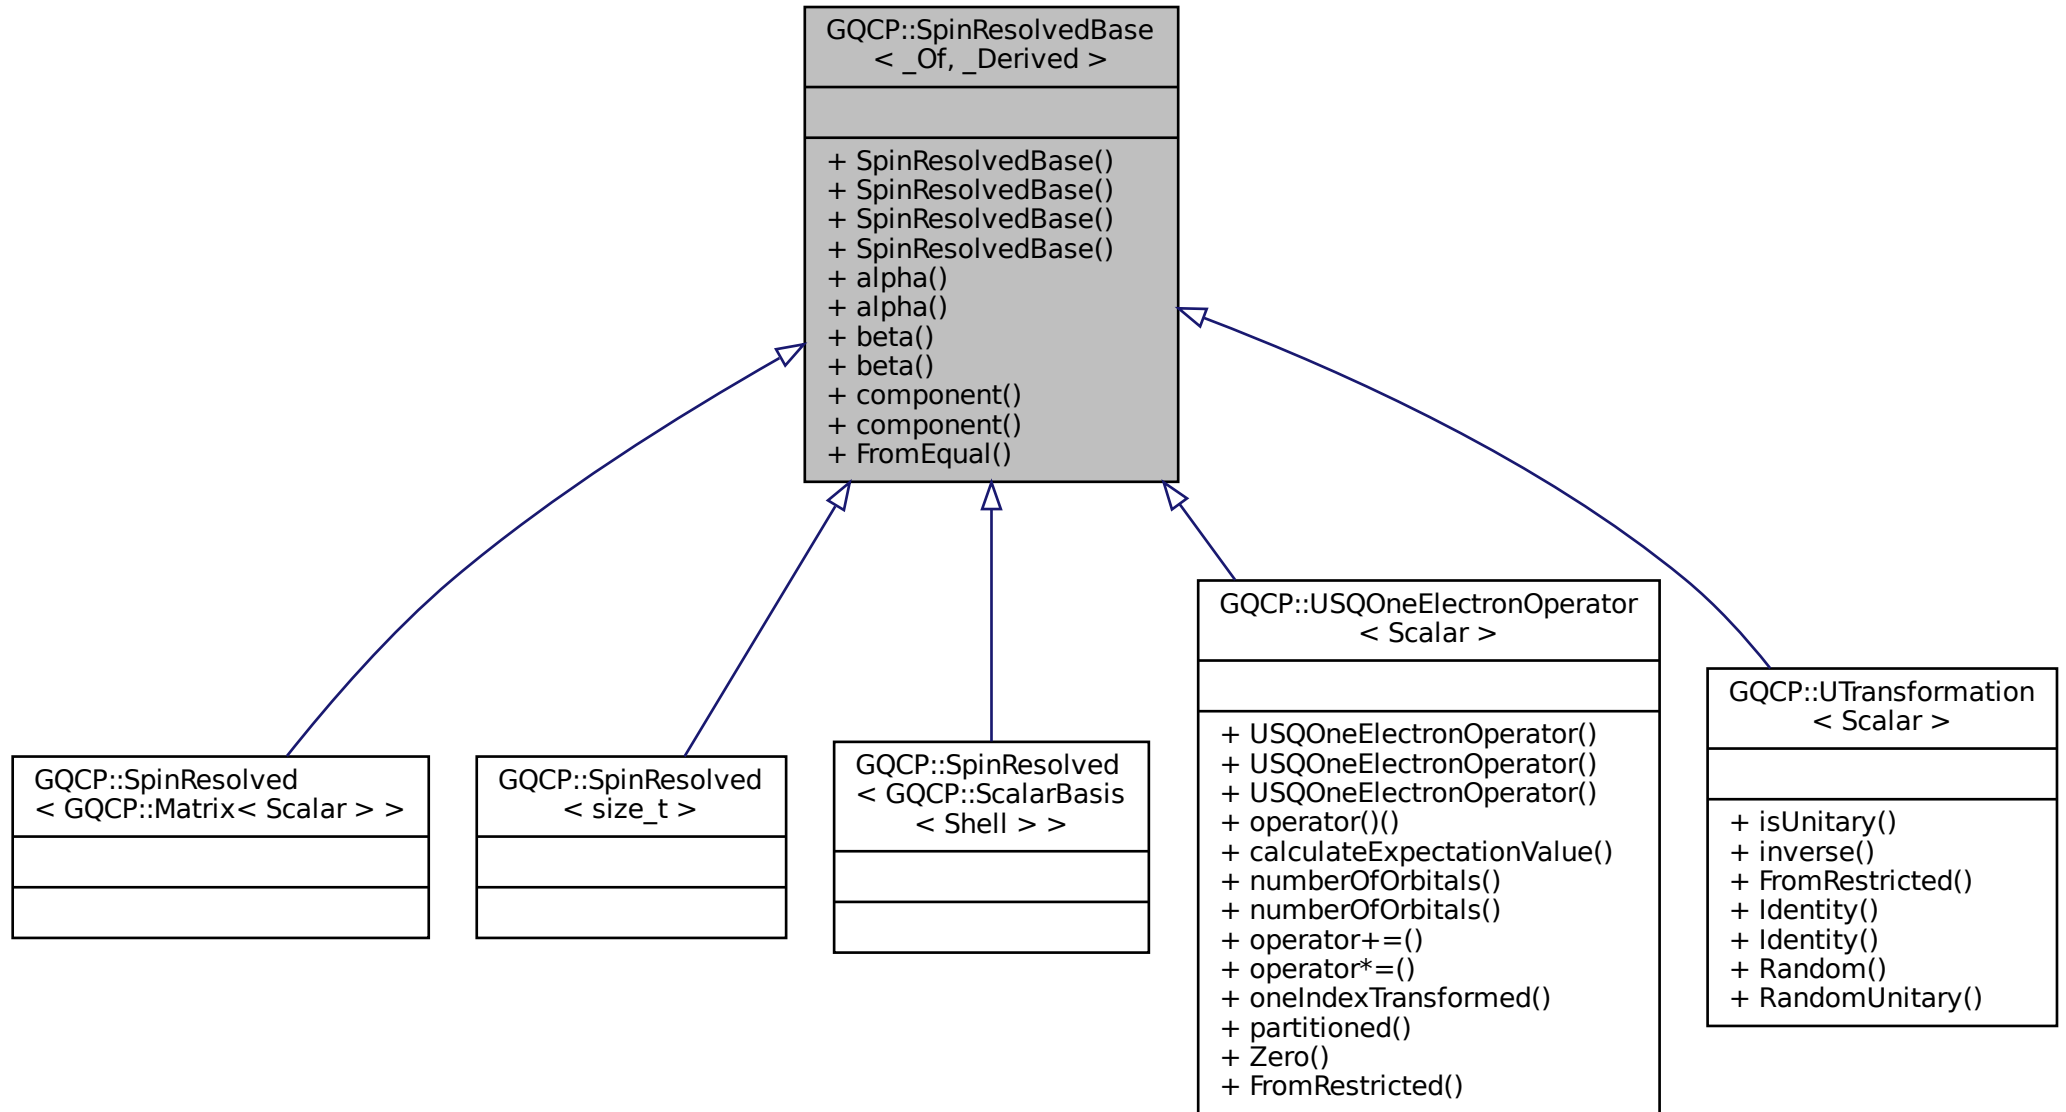 GQCP::SpinResolvedBase
< _Of, _Derived >
+ SpinResolvedBase()
+ SpinResolvedBase()
+ SpinResolvedBase()
+ SpinResolvedBase()
+ alpha()
+ alpha()
+ beta()
+ beta()
+ component()
+ component()
+ FromEqual()
GQCP::SpinResolved
< GQCP::Matrix< Scalar > >
GQCP::SpinResolved
< size_t >
GQCP::SpinResolved
< GQCP::ScalarBasis
< Shell > >
GQCP::USQOneElectronOperator
< Scalar >
+ USQOneElectronOperator()
+ USQOneElectronOperator()
+ USQOneElectronOperator()
+ operator()()
+ calculateExpectationValue()
+ numberOfOrbitals()
+ numberOfOrbitals()
+ operator+=()
+ operator*=()
+ oneIndexTransformed()
+ partitioned()
+ Zero()
+ FromRestricted()
GQCP::UTransformation
< Scalar >
+ isUnitary()
+ inverse()
+ FromRestricted()
+ Identity()
+ Identity()
+ Random()
+ RandomUnitary()